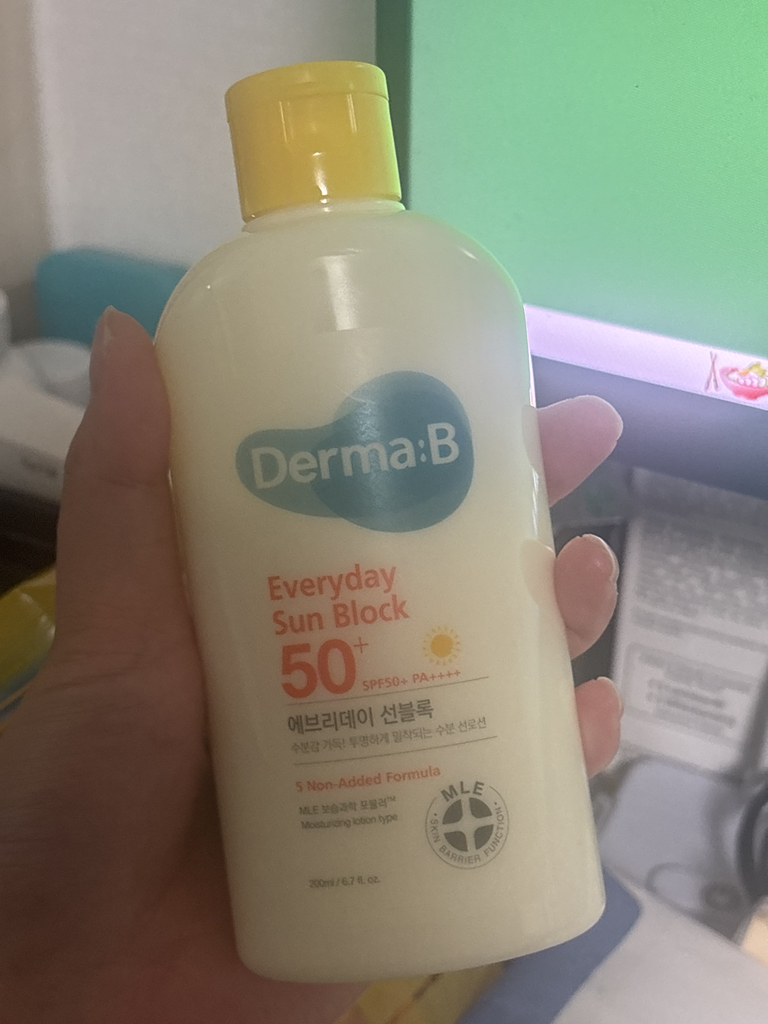 Derma:B
Everyday
Sun Block
50+
SPF50+ PA++++
에브리데이 선블록
수분감 가득! 투명하게 밀착되는 수분 선로션
5 Non-Added Formula
MLE 보습과학 포뮬러™
Moisturizing lotion type
MLE
· SKIN BARRIER FUNCTION ·
200ml / 6.7 fl. oz.